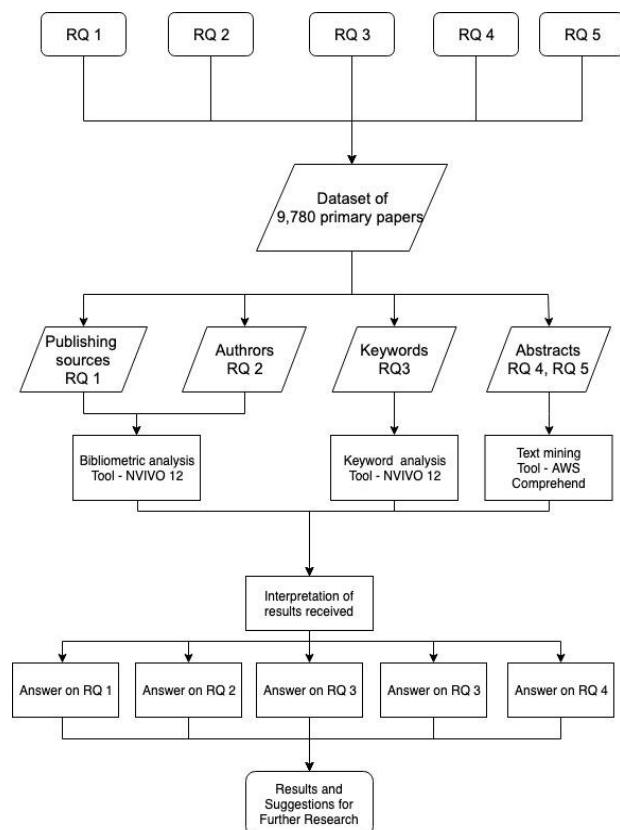 RQ 1
RQ 2
RQ 3
RQ 4
RQ 5
Dataset of
9,780 primary papers
Publishing
sources
RQ 1
Authrors
RQ 2
Keywords
RQ3
Abstracts
RQ 4, RQ 5
Bibliometric analysis
Tool - NVIVO 12
Keyword analysis
Tool - NVIVO 12
Text mining
Tool - AWS
Comprehend
Interpretation of
results received
Answer on RQ 1
Answer on RQ 2
Answer on RQ 3
Answer on RQ 3
Answer on RQ 4
Results and
Suggestions for
Further Research